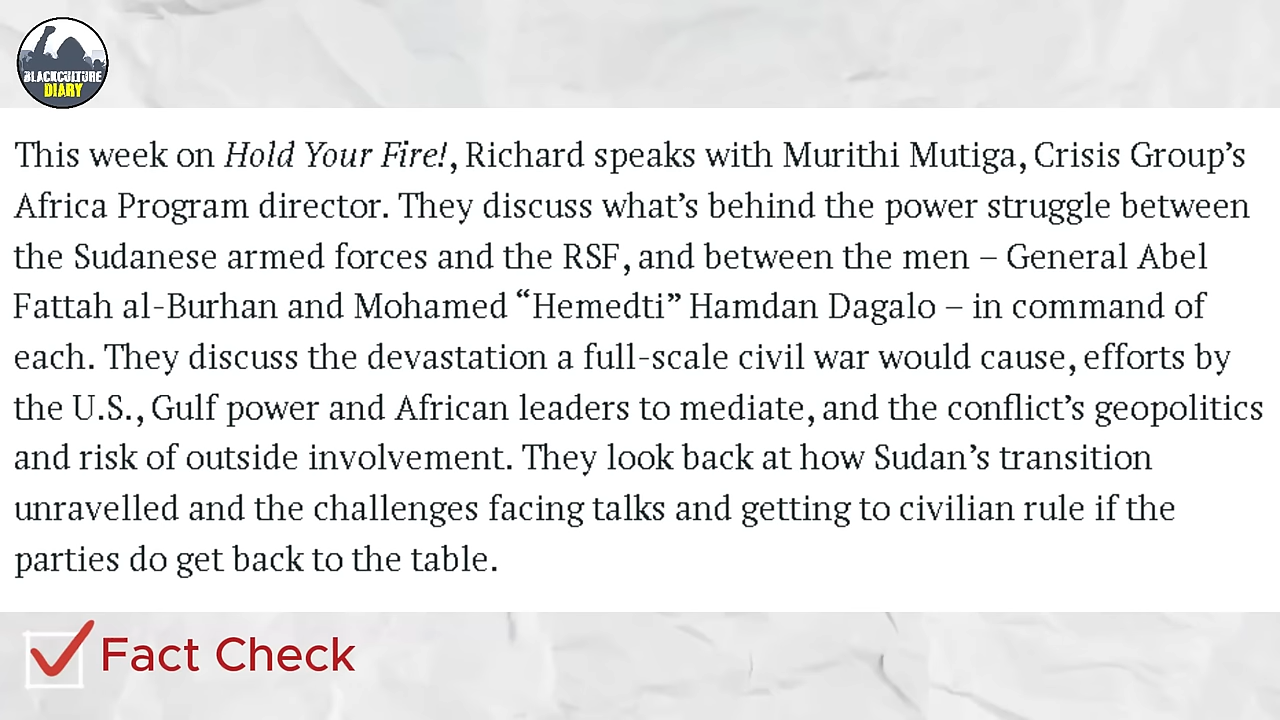 BLACKCULTURE
DIARY
This week on Hold Your Fire!, Richard speaks with Murithi Mutiga, Crisis Group’s
Africa Program director. They discuss what’s behind the power struggle between
the Sudanese armed forces and the RSF, and between the men – General Abel
Fattah al-Burhan and Mohamed “Hemedti” Hamdan Dagalo – in command of
each. They discuss the devastation a full-scale civil war would cause, efforts by
the U.S., Gulf power and African leaders to mediate, and the conflict’s geopolitics
and risk of outside involvement. They look back at how Sudan’s transition
unravelled and the challenges facing talks and getting to civilian rule if the
parties do get back to the table.
Fact Check